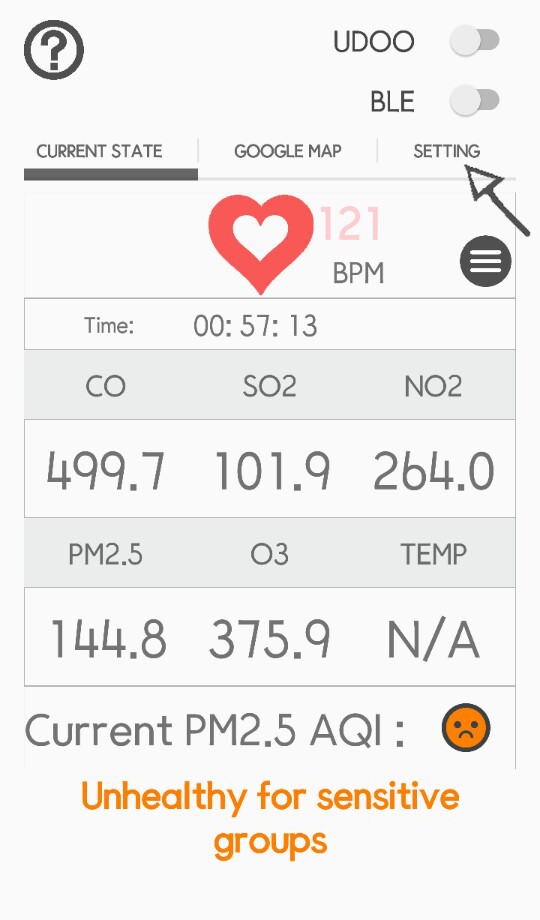 ?
UDOO
BLE
CURRENT STATE GOOGLE MAP SETTING
121
BPM
Time: 00: 57: 13
CO SO2 NO2
499.7 101.9 264.0
PM2.5 O3 TEMP
144.8 375.9 N/A
Current PM2.5 AQI :
Unhealthy for sensitive
groups